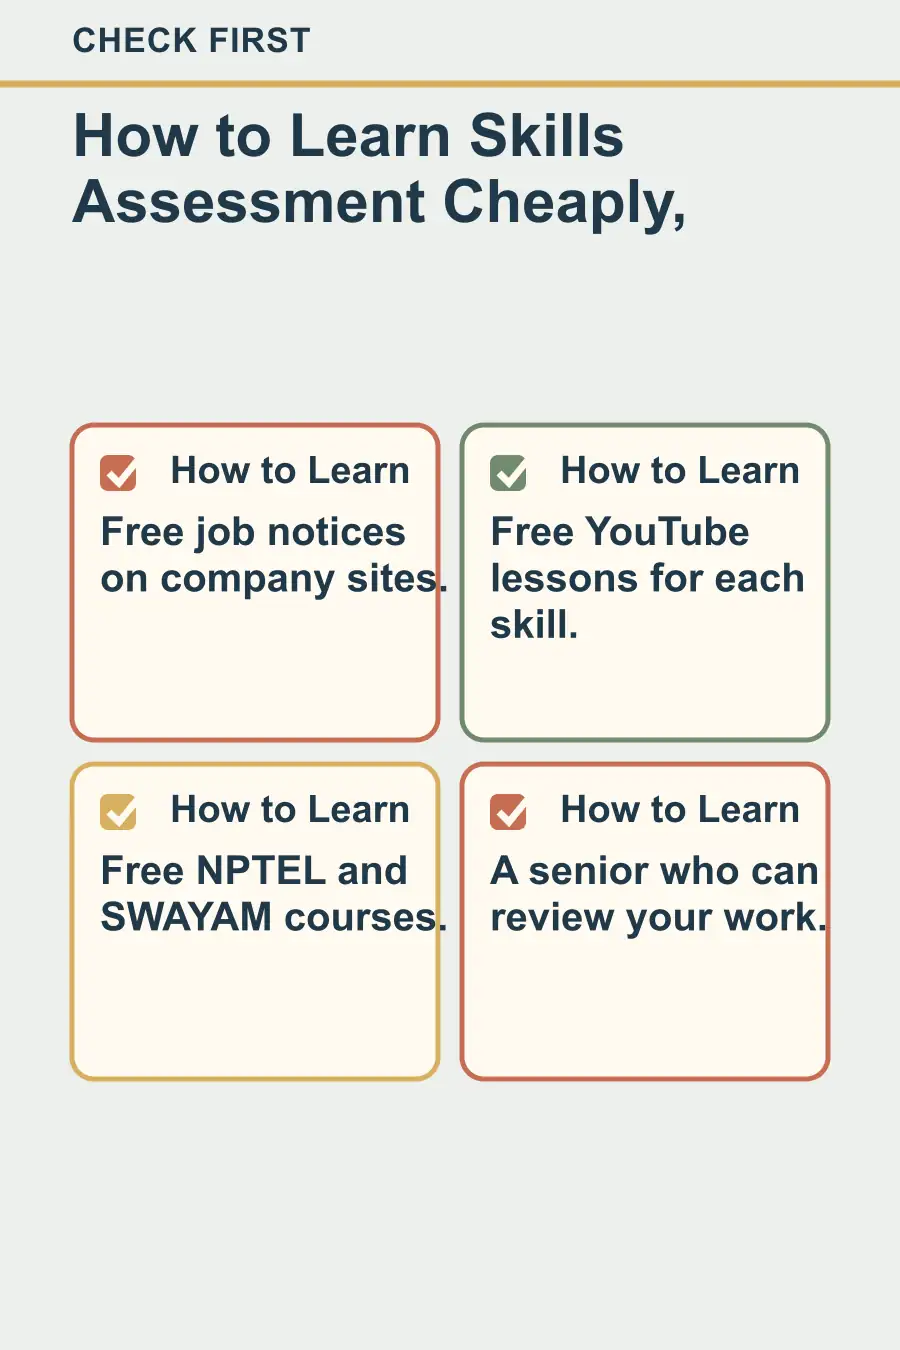 CHECK FIRST
How to Learn Skills
Assessment Cheaply,
How to Learn
Free job notices
on company sites.
How to Learn
Free YouTube
lessons for each
skill.
How to Learn
Free NPTEL and
SWAYAM courses.
How to Learn
A senior who can
review your work.